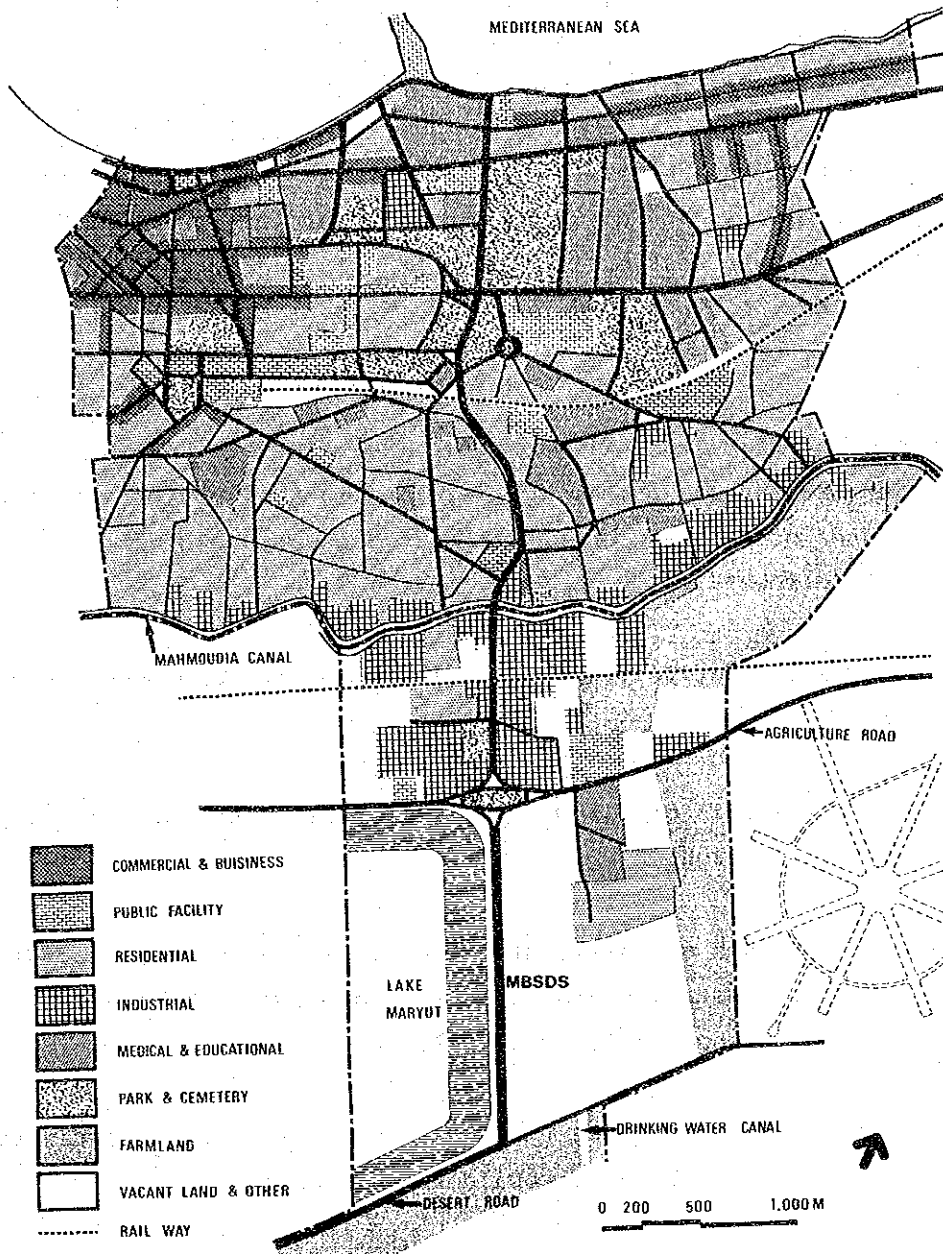 MEDITERRANEAN SEA
MAHMOUDIA CANAL
AGRICULTURE ROAD
COMMERCIAL & BUISINESS
PUBLIC FACILITY
RESIDENTIAL
INDUSTRIAL
MEDICAL & EDUCATIONAL
PARK & CEMETERY
FARMLAND
VACANT LAND & OTHER
RAIL WAY
LAKE
MARYUT
MBSDS
DRINKING WATER CANAL
DESERT ROAD
0 200 500 1,000 M